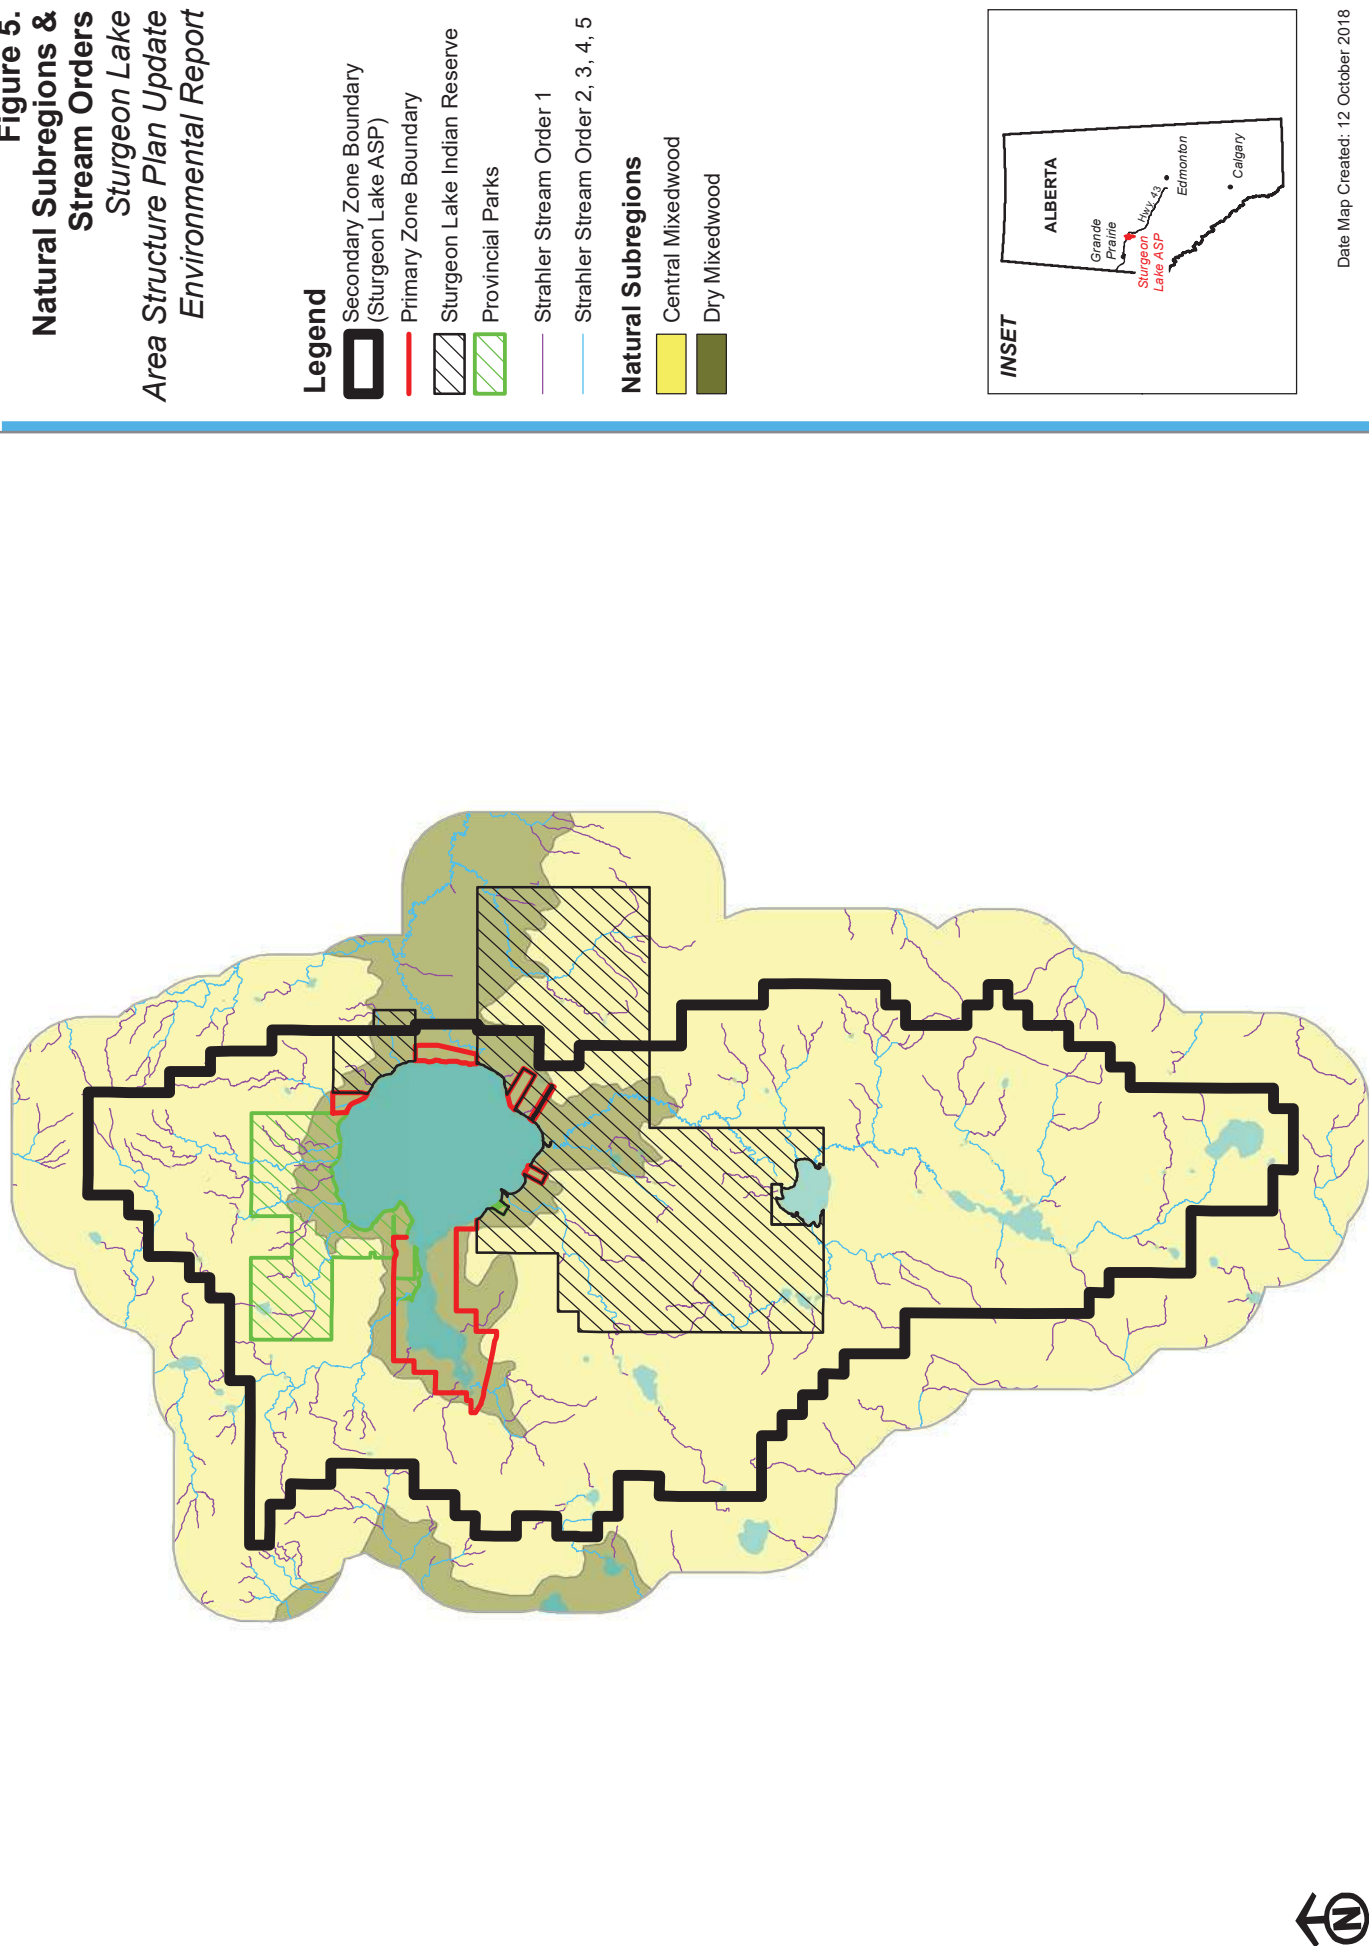 Figure 5.
Natural Subregions &
Stream Orders
Sturgeon Lake
Area Structure Plan Update
Environmental Report
Legend
Secondary Zone Boundary
(Sturgeon Lake ASP)
Primary Zone Boundary
Sturgeon Lake Indian Reserve
Provincial Parks
Strahler Stream Order 1
Strahler Stream Order 2, 3, 4, 5
Natural Subregions
Central Mixedwood
Dry Mixedwood
INSET
ALBERTA
Grande
Prairie
Hwy. 43
Sturgeon
Lake ASP
Edmonton
Calgary
Date Map Created: 12 October 2018
N